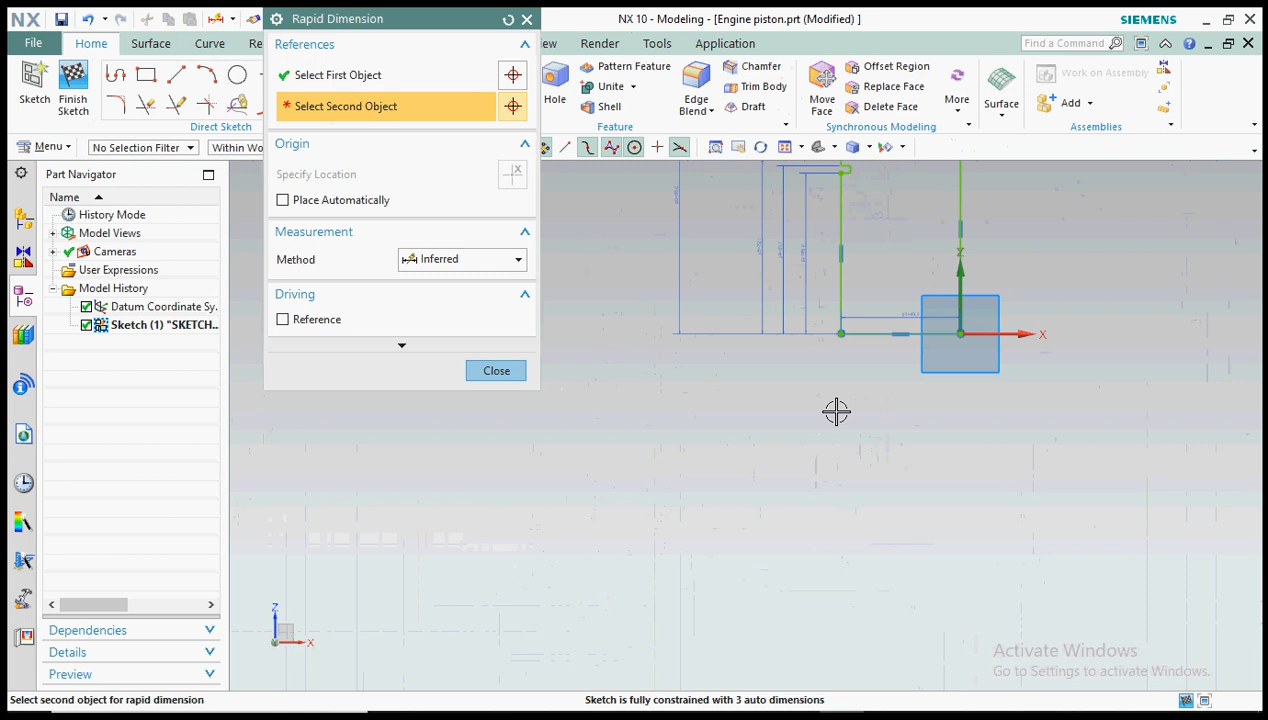 NX
NX 10 - Modeling - [Engine piston.prt (Modified) ]
SIEMENS
Rapid Dimension
File
Home
Surface
Curve
Re
ew
Render
Tools
Application
Find a Command
References
Select First Object
* Select Second Object
Origin
Specify Location
Place Automatically
Measurement
Method
Inferred
Driving
Reference
Close
Sketch
Finish
Sketch
Direct Sketch
Hole
Pattern Feature
Unite
Shell
Edge
Blend
Chamfer
Trim Body
Draft
Feature
Move
Face
Offset Region
Replace Face
Delete Face
More
Synchronous Modeling
Surface
Work on Assembly
Add
Assemblies
Menu
No Selection Filter
Within Wo
Part Navigator
Name
History Mode
Model Views
Cameras
User Expressions
Model History
Datum Coordinate Sy.
Sketch (1) "SKETCH...
Dependencies
Details
Preview
Z
X
Z
X
Activate Windows
Go to Settings to activate Windows.
Select second object for rapid dimension
Sketch is fully constrained with 3 auto dimensions